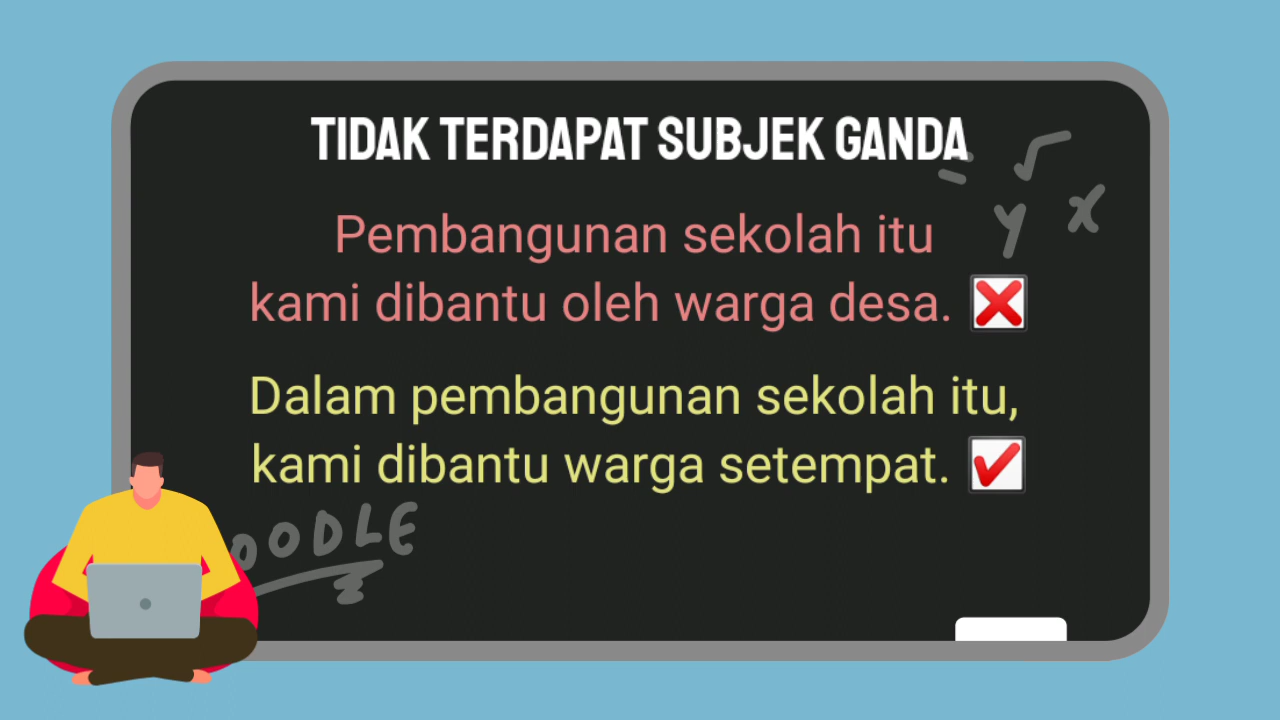 TIDAK TERDAPAT SUBJEK GANDA
Pembangunan sekolah itu
kami dibantu oleh warga desa. ❌
Dalam pembangunan sekolah itu,
kami dibantu warga setempat. ✔
= √
y x
OODLE